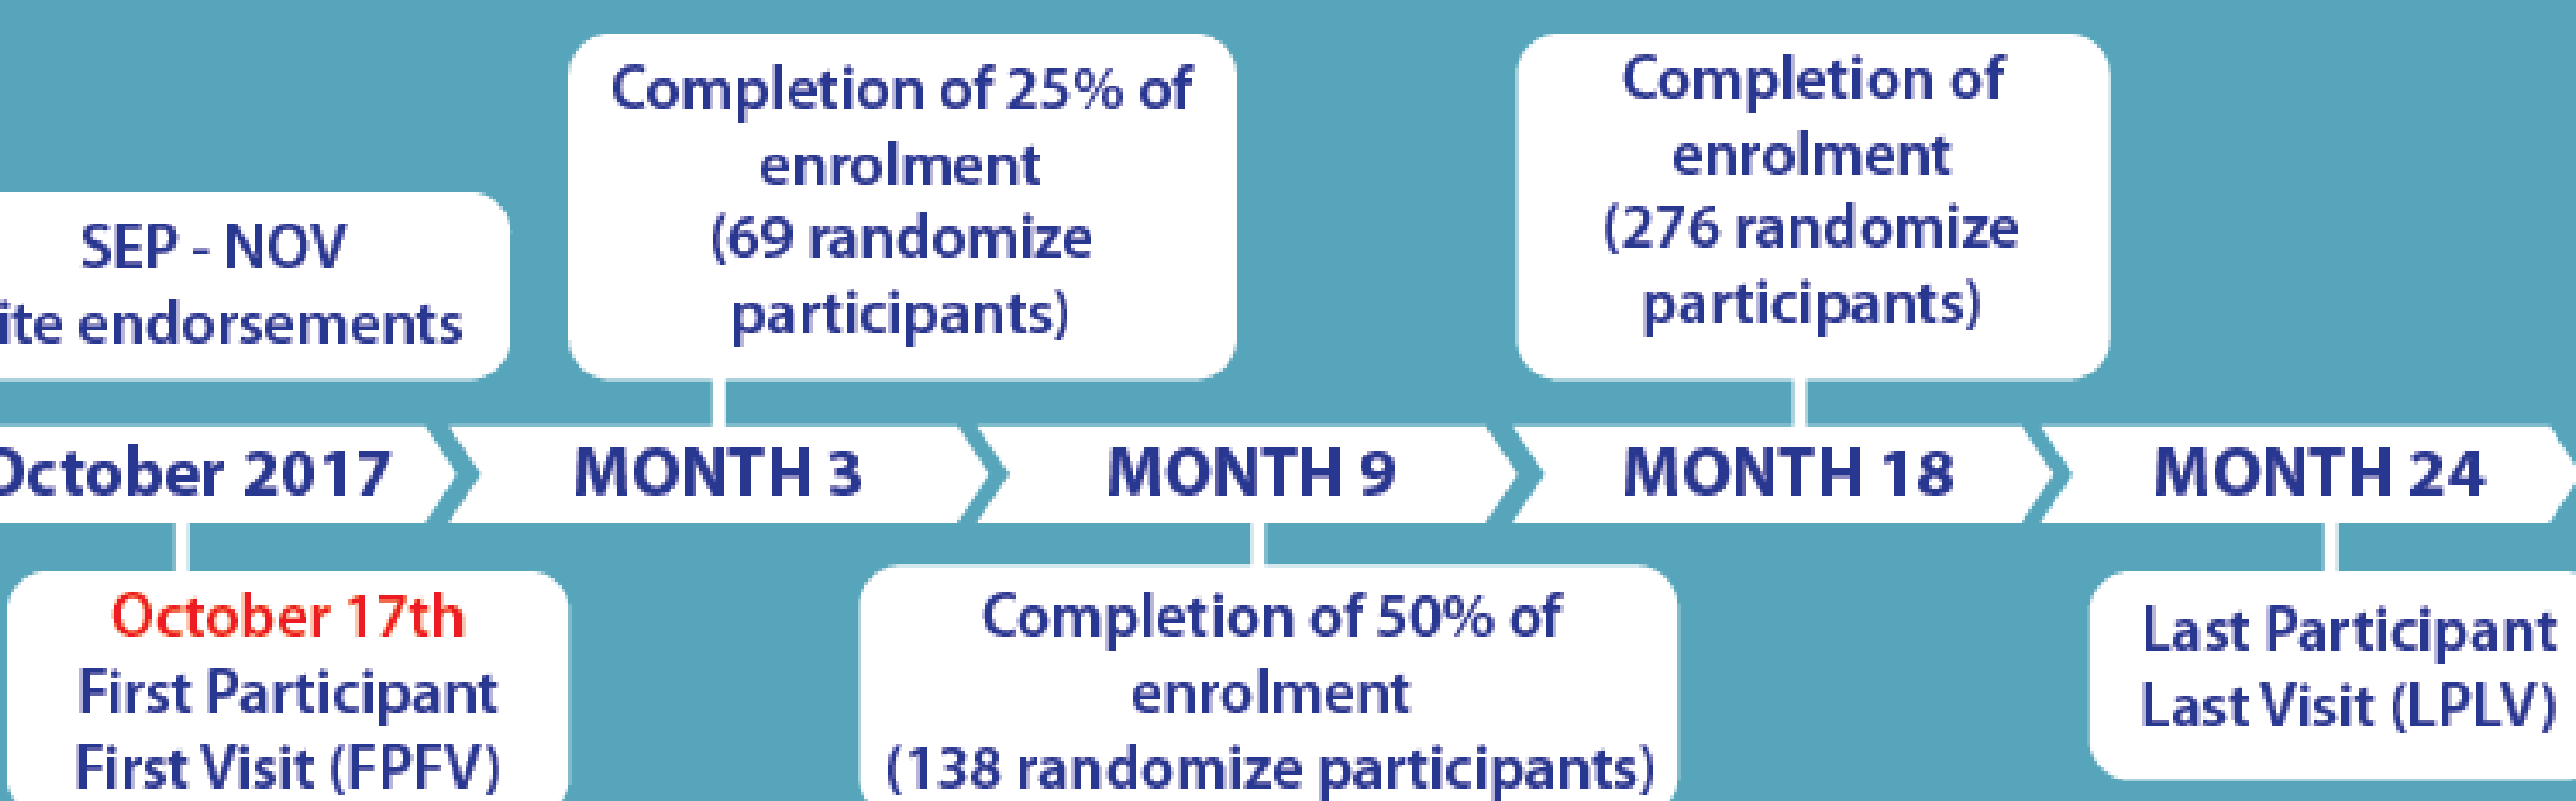 SEP - NOV
ite endorsements
Completion of 25% of
enrolment
(69 randomize
participants)
Completion of
enrolment
(276 randomize
participants)
October 2017
MONTH 3
MONTH 9
MONTH 18
MONTH 24
October 17th
First Participant
First Visit (FPFV)
Completion of 50% of
enrolment
(138 randomize participants)
Last Participant
Last Visit (LPLV)